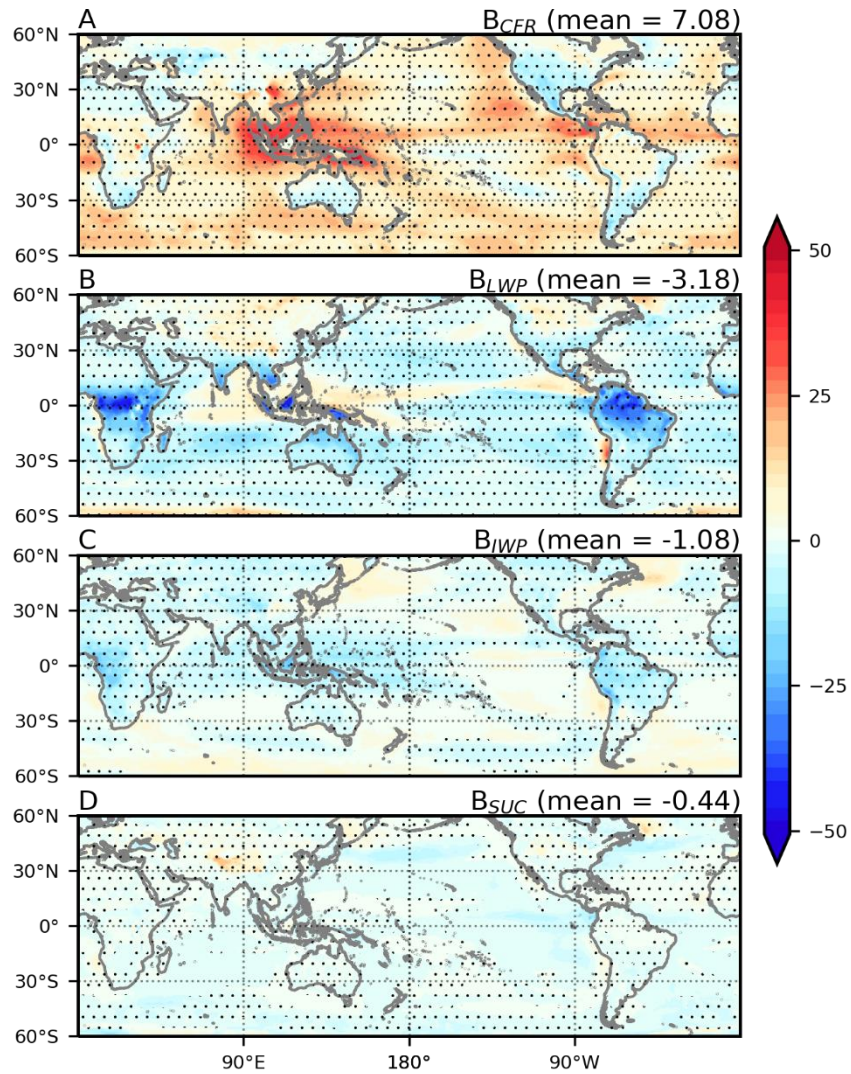 A B_CFR (mean = 7.08)
60°N
30°N
0°
30°S
60°S
B B_LWP (mean = -3.18)
60°N
30°N
0°
30°S
60°S
C B_IWP (mean = -1.08)
60°N
30°N
0°
30°S
60°S
D B_SUC (mean = -0.44)
60°N
30°N
0°
30°S
60°S
90°E 180° 90°W
50
25
0
−25
−50